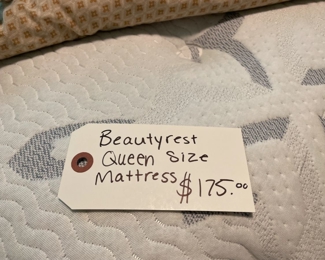 Beautyrest
Queen Size
Mattress $175.00